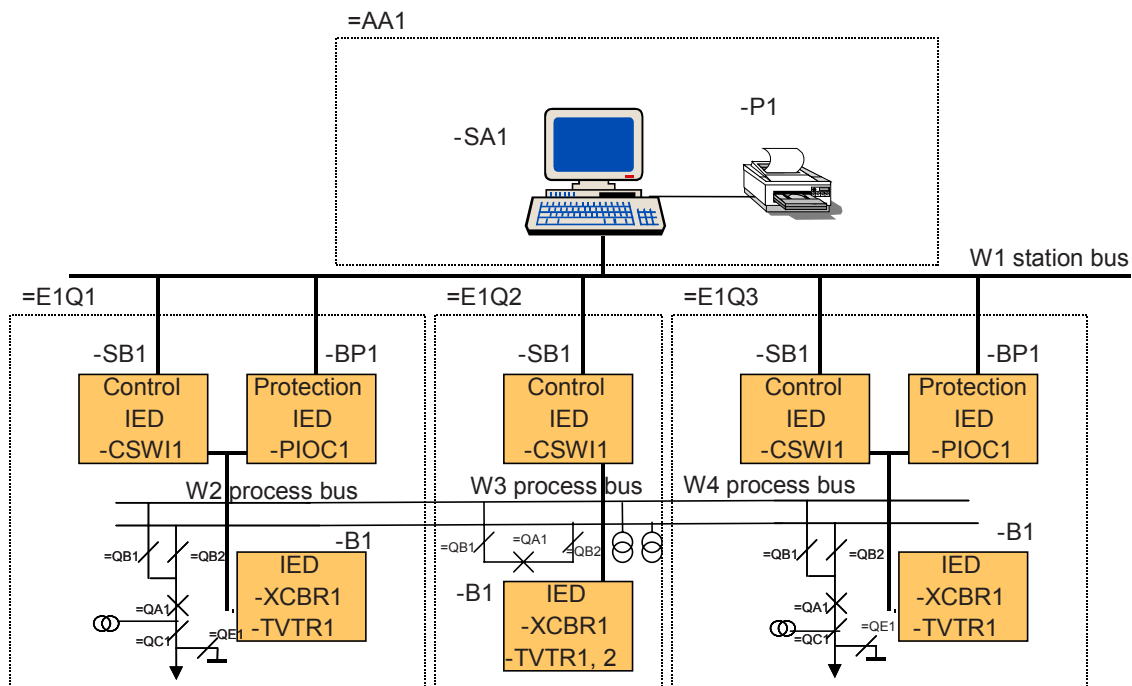 =AA1
-SA1
-P1
W1 station bus
=E1Q1
=E1Q2
=E1Q3
-SB1
-BP1
-SB1
-SB1
-BP1
Control
IED
-CSWI1
Protection
IED
-PIOC1
Control
IED
-CSWI1
Control
IED
-CSWI1
Protection
IED
-PIOC1
W2 process bus
W3 process bus
W4 process bus
=QB1
=QB2
-B1
IED
-XCBR1
-TVTR1
=QA1
=QC1
=QE1
=QB1
=QA1
=QB2
-B1
IED
-XCBR1
-TVTR1, 2
=QB1
=QB2
-B1
IED
-XCBR1
-TVTR1
=QA1
=QC1
=QE1